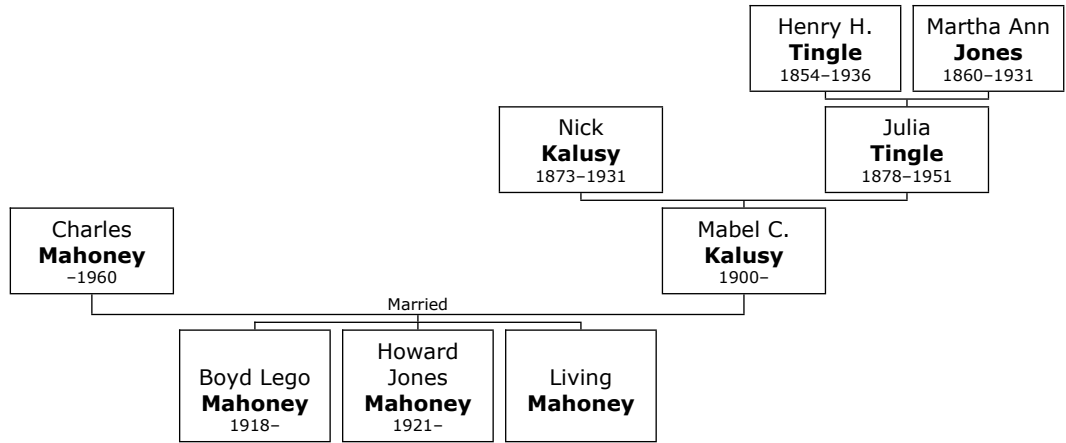 Henry H.
Tingle
1854–1936
Martha Ann
Jones
1860–1931
Nick
Kalusy
1873–1931
Julia
Tingle
1878–1951
Charles
Mahoney
–1960
Mabel C.
Kalusy
1900–
Married
Boyd Lego
Mahoney
1918–
Howard
Jones
Mahoney
1921–
Living
Mahoney